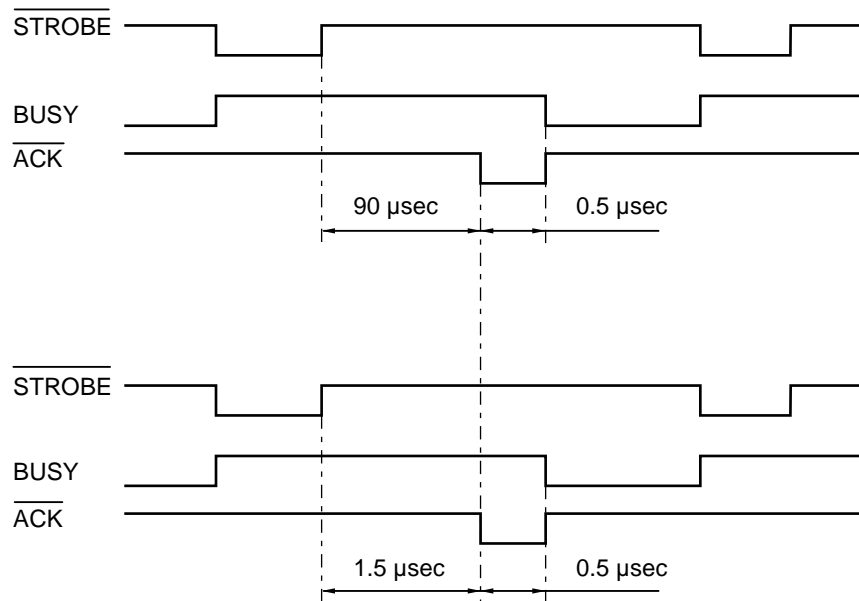 STROBE
BUSY
ACK
90 µsec 0.5 µsec
STROBE
BUSY
ACK
1.5 µsec 0.5 µsec